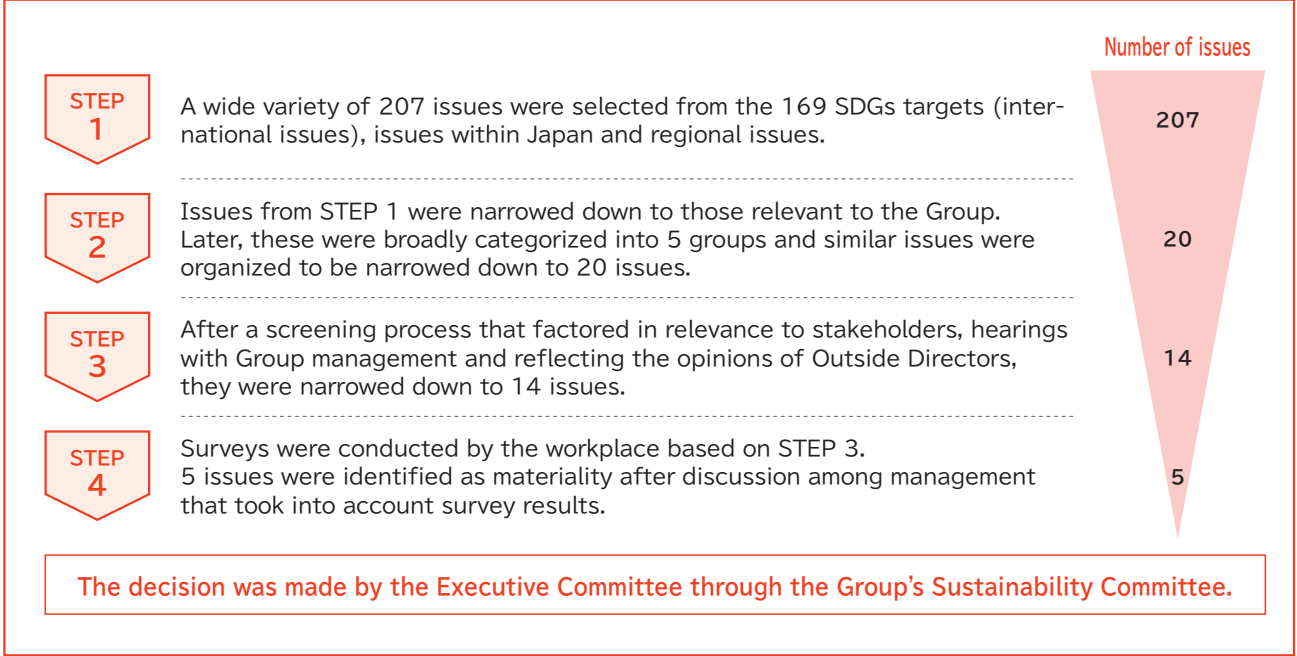 Number of issues
STEP
1
A wide variety of 207 issues were selected from the 169 SDGs targets (inter-
national issues), issues within Japan and regional issues.
207
STEP
2
Issues from STEP 1 were narrowed down to those relevant to the Group.
Later, these were broadly categorized into 5 groups and similar issues were
organized to be narrowed down to 20 issues.
20
STEP
3
After a screening process that factored in relevance to stakeholders, hearings
with Group management and reflecting the opinions of Outside Directors,
they were narrowed down to 14 issues.
14
STEP
4
Surveys were conducted by the workplace based on STEP 3.
5 issues were identified as materiality after discussion among management
that took into account survey results.
5
The decision was made by the Executive Committee through the Group’s Sustainability Committee.